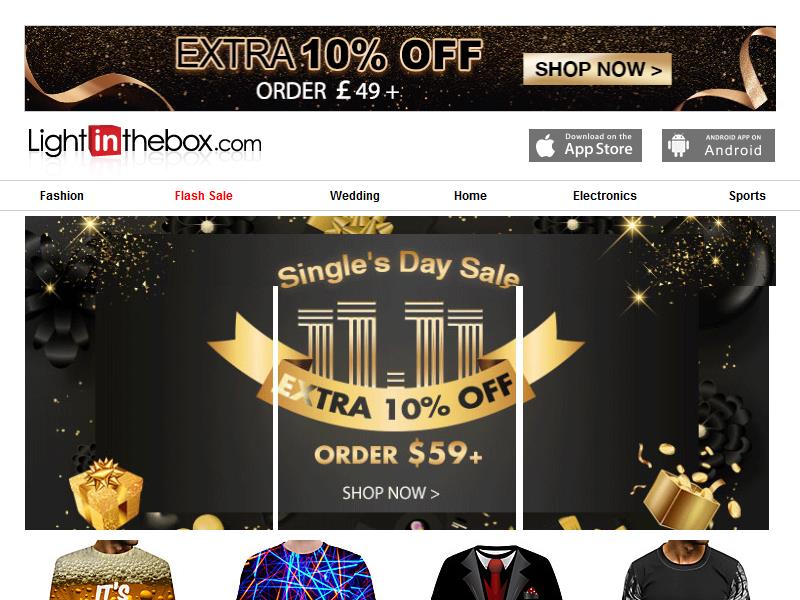 EXTRA 10% OFF
ORDER £49+
SHOP NOW >
Lightinthebox.com
Download on the
App Store
ANDROID APP ON
Android
Fashion Flash Sale Wedding Home Electronics Sports
Single's Day Sale
11.11
EXTRA 10% OFF
ORDER $59+
SHOP NOW >
IT'S